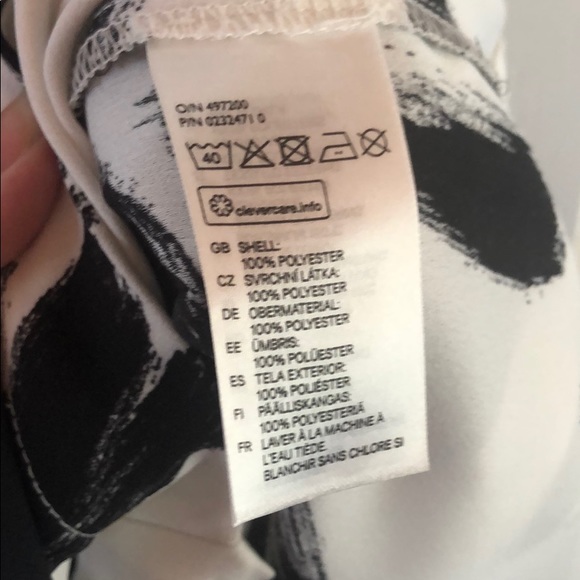 O/N 497200
P/N 0232471 0
40
clevercare.info
GB SHELL:
100% POLYESTER
CZ SVRCHNÍ LÁTKA:
100% POLYESTER
DE OBERMATERIAL:
100% POLYESTER
EE ÜMBRIS:
100% POLÜESTER
ES TELA EXTERIOR:
100% POLIÉSTER
FI PÄÄLLISKANGAS:
100% POLYESTERIÄ
FR LAVER À LA MACHINE À
L'EAU TIÈDE.
BLANCHIR SANS CHLORE SI